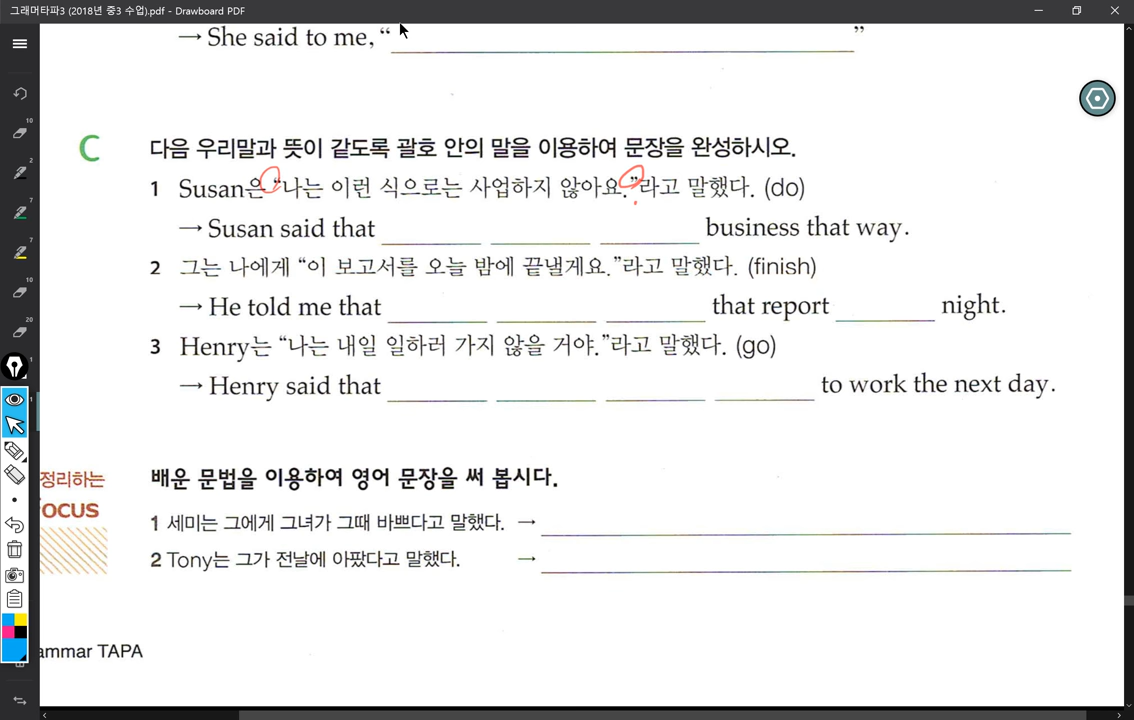 그래머타파3 (2018년 중3 수업).pdf - Drawboard PDF
→ She said to me, “ ”
C 다음 우리말과 뜻이 같도록 괄호 안의 말을 이용하여 문장을 완성하시오.
1 Susan은 “나는 이런 식으로는 사업하지 않아요.”라고 말했다. (do)
→ Susan said that business that way.
2 그는 나에게 “이 보고서를 오늘 밤에 끝낼게요.”라고 말했다. (finish)
→ He told me that that report night.
3 Henry는 “나는 내일 일하러 가지 않을 거야.”라고 말했다. (go)
→ Henry said that to work the next day.
정리하는
FOCUS
배운 문법을 이용하여 영어 문장을 써 봅시다.
1 세미는 그에게 그녀가 그때 바쁘다고 말했다. →
2 Tony는 그가 전날에 아팠다고 말했다. →
ammar TAPA
10
2
7
7
10
20
1
1